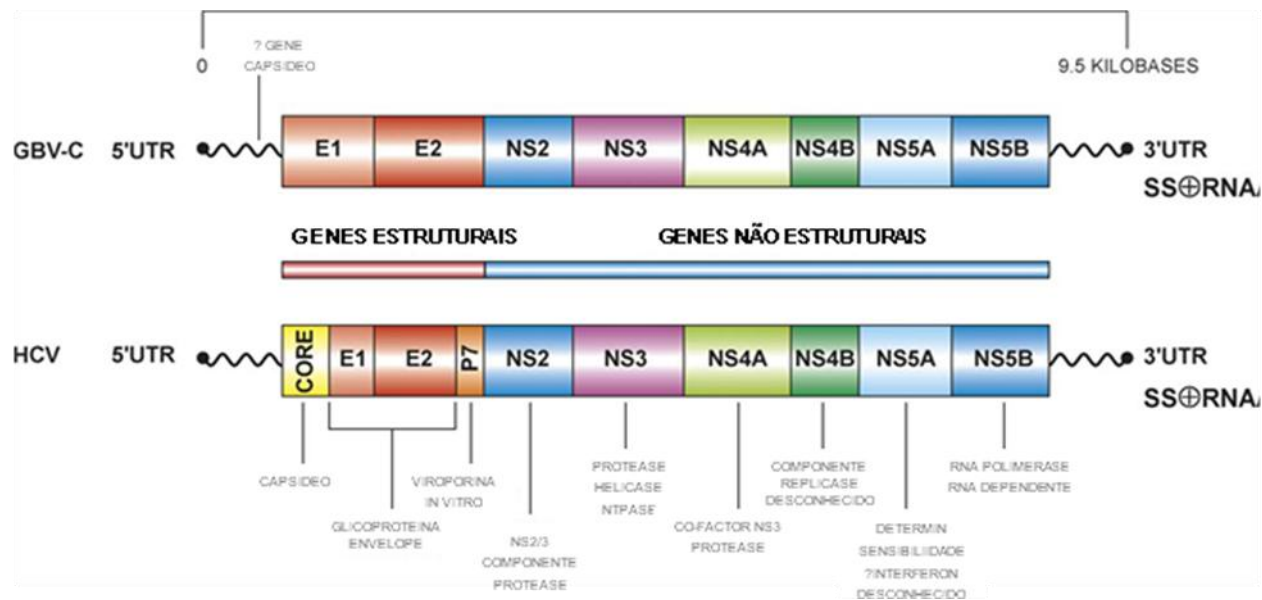 ? GENE
CAPSIDEO
0
9.5 KILOBASES
GBV-C 5'UTR E1 E2 NS2 NS3 NS4A NS4B NS5A NS5B 3'UTR
SS⊕RNA
GENES ESTRUTURAIS GENES NÃO ESTRUTURAIS
HCV 5'UTR CORE E1 E2 P7 NS2 NS3 NS4A NS4B NS5A NS5B 3'UTR
SS⊕RNA
CAPSIDEO
GLICOPROTEINA
ENVELOPE
VIROPORINA
IN VITRO
NS2/3
COMPONENTE
PROTEASE
PROTEASE
HELICASE
NTPASE
CO-FACTOR NS3
PROTEASE
COMPONENTE
REPLICASE
DESCONHECIDO
DETERMIN
SENSIBILIIDADE
?INTERFERON
DESCONHECIDO
RNA POLIMERASE
RNA DEPENDENTE